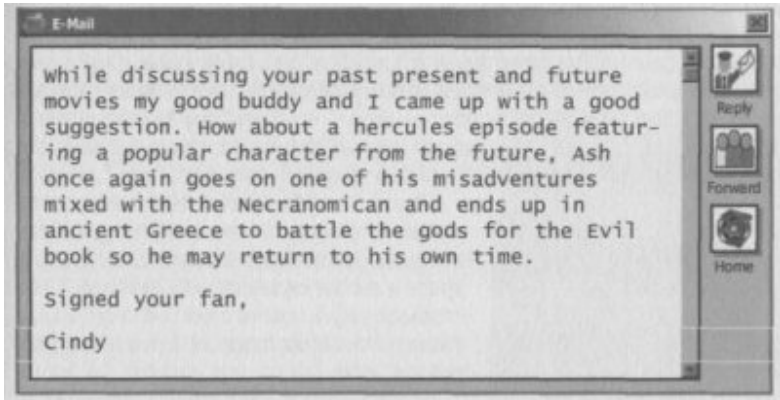 E-Mail
While discussing your past present and future
movies my good buddy and I came up with a good
suggestion. How about a hercules episode featur-
ing a popular character from the future, Ash
once again goes on one of his misadventures
mixed with the Necranomican and ends up in
ancient Greece to battle the gods for the Evil
book so he may return to his own time.
Signed your fan,
Cindy
Reply
Forward
Home